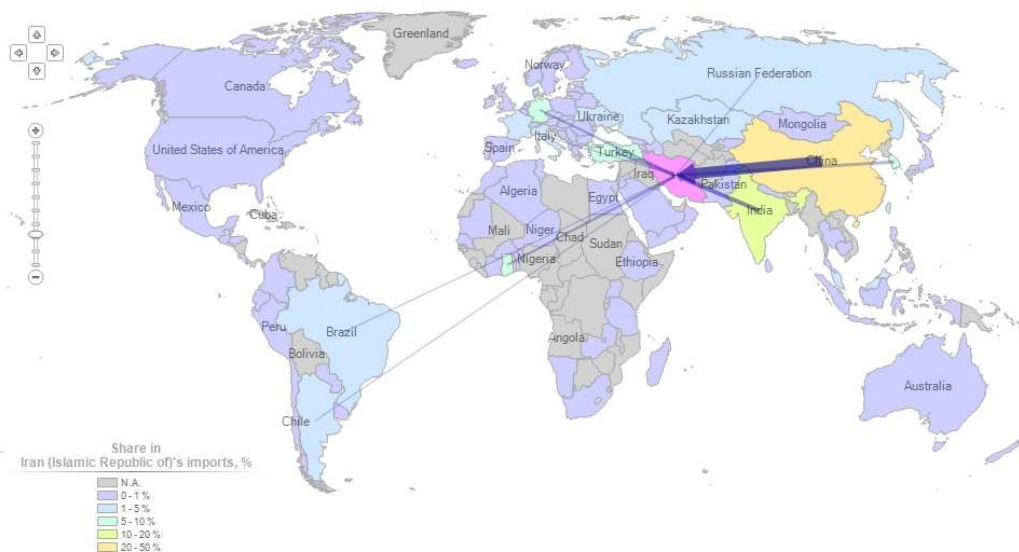 Greenland
Norway
Russian Federation
Canada
Ukraine
Kazakhstan
Mongolia
Italy
United States of America
Spain
Turkey
China
Iraq
Pakistan
Algeria
Egypt
Mexico
Cuba
India
Mali
Niger
Chad
Sudan
Nigeria
Ethiopia
Peru
Brazil
Angola
Bolivia
Australia
Chile
Share in
Iran (Islamic Republic of)'s imports, %
N.A.
0 - 1 %
1 - 5 %
5 - 10 %
10 - 20 %
20 - 50 %